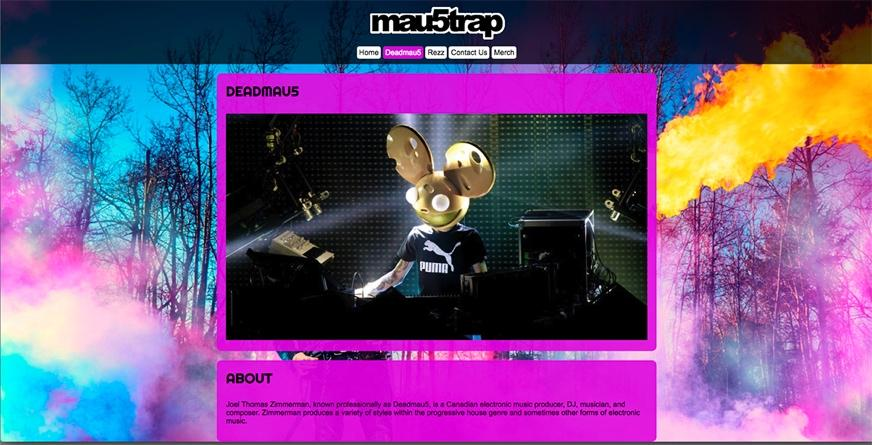 mau5trap
Home Deadmau5 Rezz Contact Us Merch
DEADMAU5
PUMA
ABOUT
Joel Thomas Zimmerman, known professionally as Deadmau5, is a Canadian electronic music producer, DJ, musician, and
composer. Zimmerman produces a variety of styles within the progressive house genre and sometimes other forms of electronic
music.